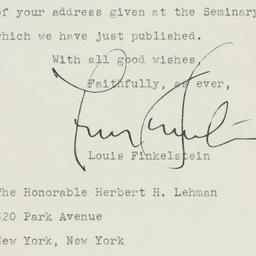 of your address given at the Seminary
which we have just published.
With all good wishes,
Faithfully, as ever,
Louis Finkelstein
The Honorable Herbert H. Lehman
820 Park Avenue
New York, New York